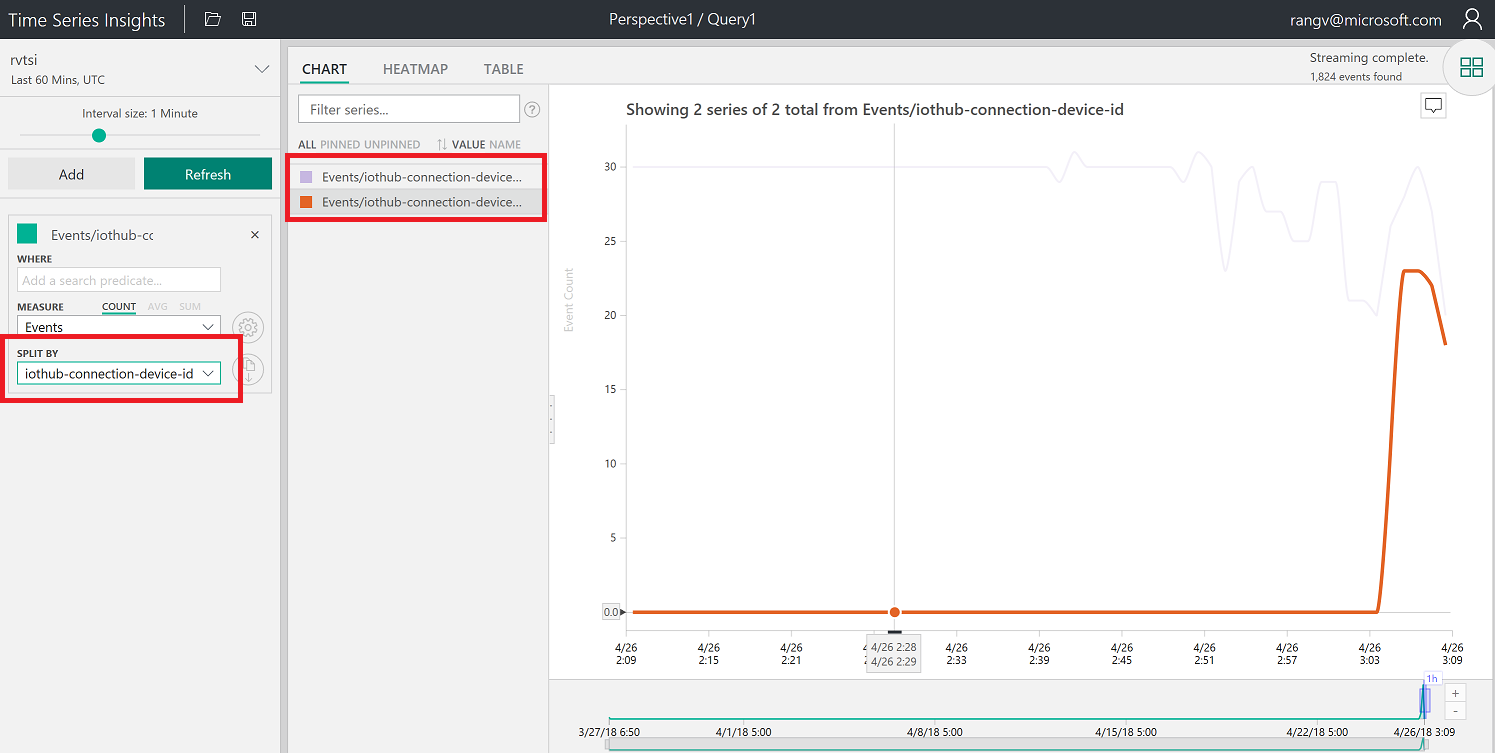 Time Series Insights
Perspective1 / Query1
rangv@microsoft.com
rvtsi
Last 60 Mins, UTC
Interval size: 1 Minute
Add
Refresh
Events/iothub-cc
×
WHERE
Add a search predicate...
MEASURE COUNT AVG SUM
Events
SPLIT BY
iothub-connection-device-id
CHART HEATMAP TABLE
Streaming complete.
1,824 events found
Filter series...
?
ALL PINNED UNPINNED VALUE NAME
Events/iothub-connection-device...
Events/iothub-connection-device...
Showing 2 series of 2 total from Events/iothub-connection-device-id
Event Count
30
25
20
15
10
5
0.0
4/26 2:09
4/26 2:15
4/26 2:21
4/26 2:28
4/26 2:29
4/26 2:33
4/26 2:39
4/26 2:45
4/26 2:51
4/26 2:57
4/26 3:03
4/26 3:09
1h
+
-
3/27/18 6:50
4/1/18 5:00
4/8/18 5:00
4/15/18 5:00
4/22/18 5:00
4/26/18 3:09